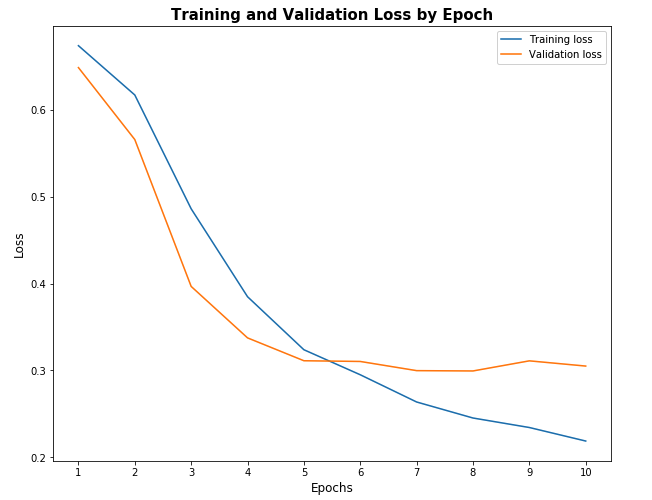 Training and Validation Loss by Epoch
Training loss
Validation loss
Loss
0.6
0.5
0.4
0.3
0.2
1 2 3 4 5 6 7 8 9 10
Epochs